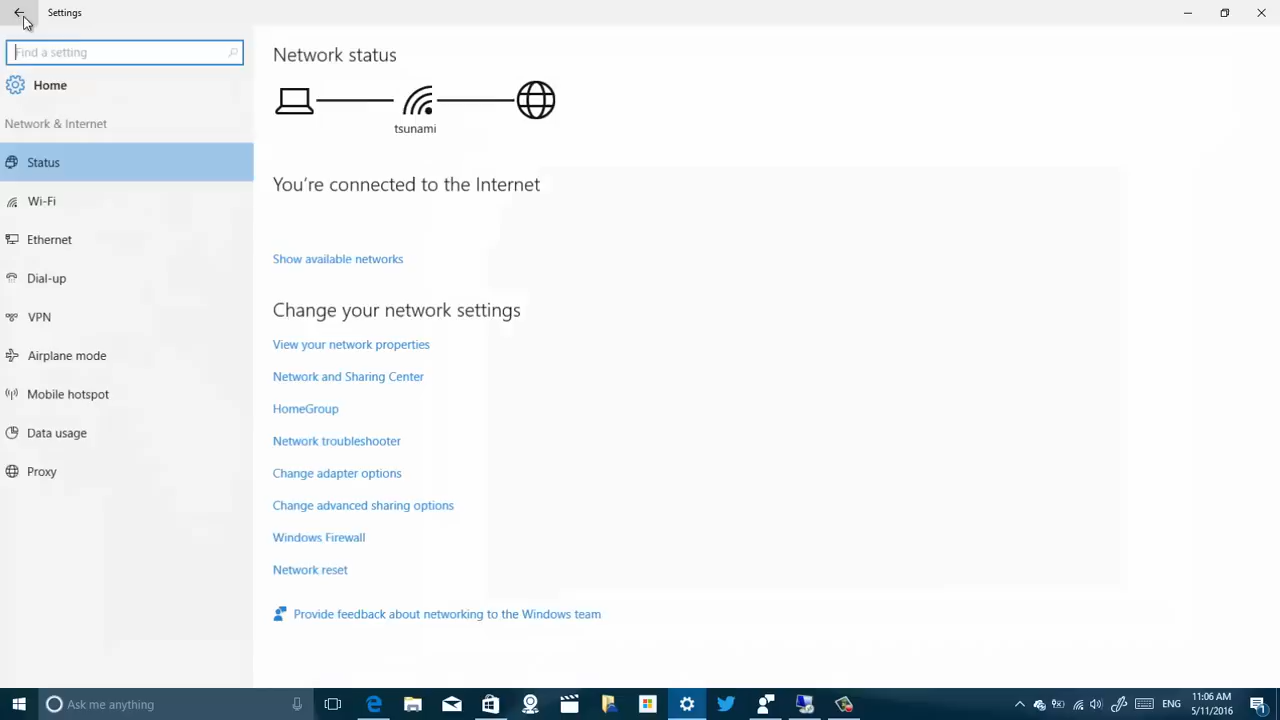 Settings
Find a setting
Home
Network & Internet
Status
Wi-Fi
Ethernet
Dial-up
VPN
Airplane mode
Mobile hotspot
Data usage
Proxy
Network status
tsunami
You're connected to the Internet
Show available networks
Change your network settings
View your network properties
Network and Sharing Center
HomeGroup
Network troubleshooter
Change adapter options
Change advanced sharing options
Windows Firewall
Network reset
Provide feedback about networking to the Windows team
Ask me anything
ENG
11:06 AM
5/11/2016
1